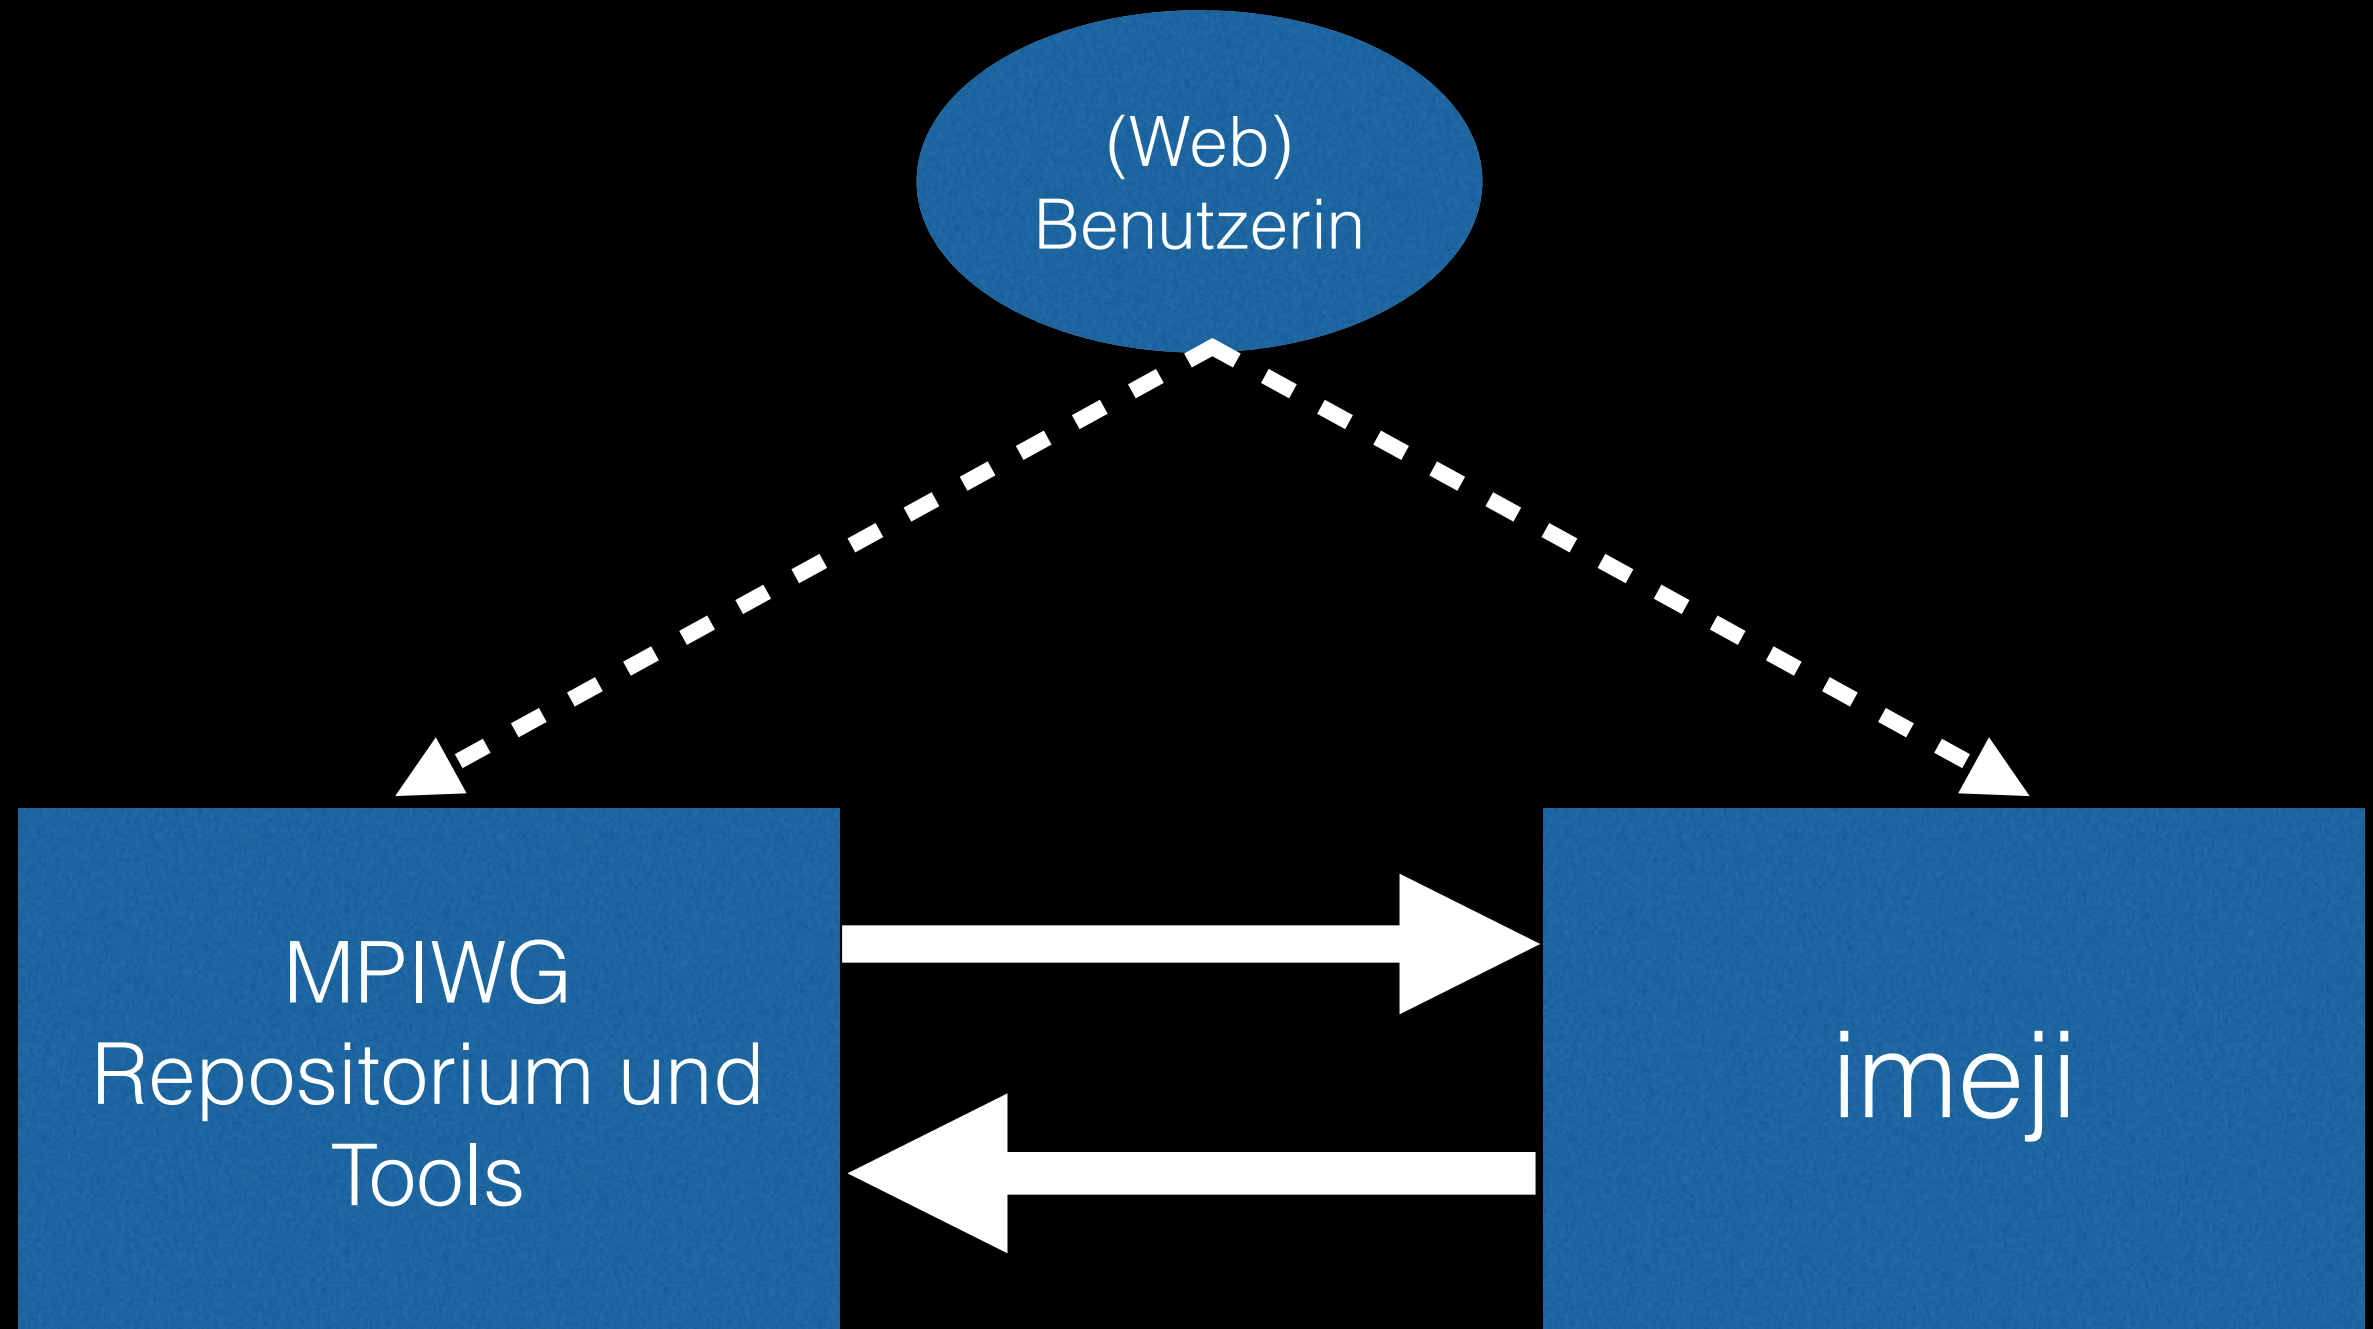 (Web)
Benutzerin
MPIWG
Repositorium und
Tools
imeji